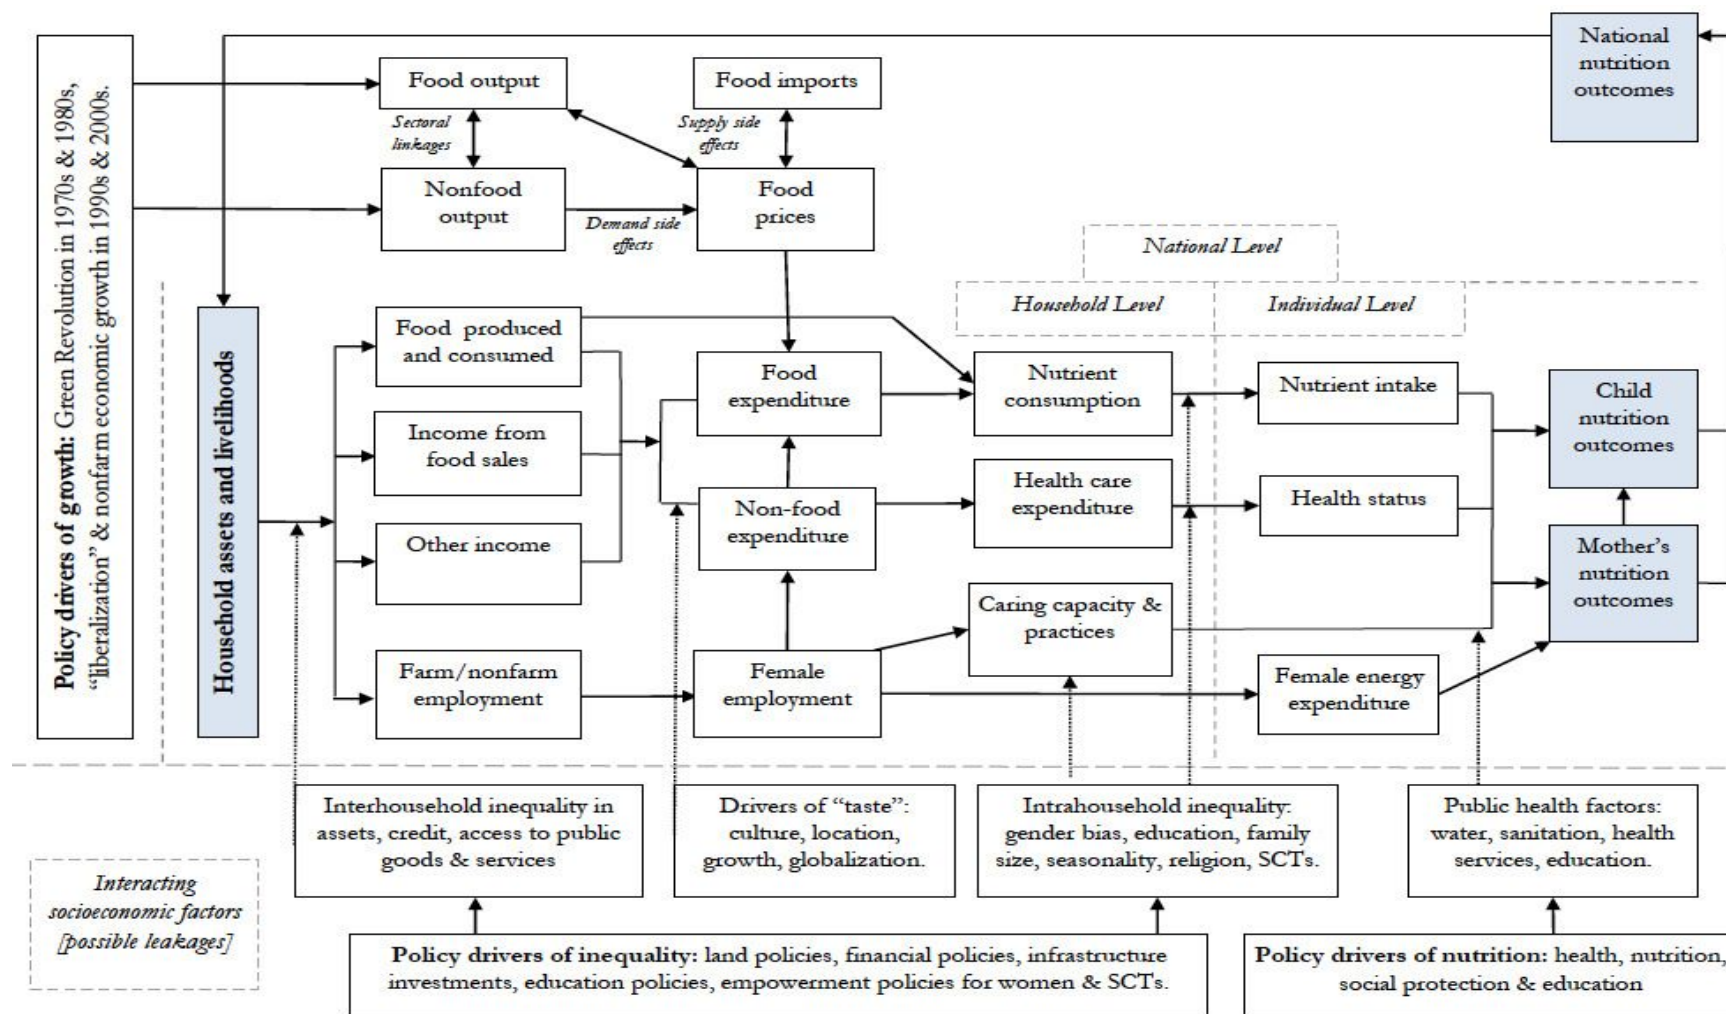 Policy drivers of growth: Green Revolution in 1970s & 1980s,
“liberalization” & nonfarm economic growth in 1990s & 2000s.
Food output
Food imports
National
nutrition
outcomes
Sectoral
linkages
Supply side
effects
Nonfood
output
Demand side
effects
Food
prices
National Level
Household Level
Individual Level
Household assets and livelihoods
Food produced
and consumed
Food
expenditure
Nutrient
consumption
Nutrient intake
Child
nutrition
outcomes
Income from
food sales
Non-food
expenditure
Health care
expenditure
Health status
Other income
Mother’s
nutrition
outcomes
Caring capacity &
practices
Farm/nonfarm
employment
Female
employment
Female energy
expenditure
Interhousehold inequality in
assets, credit, access to public
goods & services
Drivers of “taste”:
culture, location,
growth, globalization.
Intrahousehold inequality:
gender bias, education, family
size, seasonality, religion, SCTs.
Public health factors:
water, sanitation, health
services, education.
Interacting
socioeconomic factors
[possible leakages]
Policy drivers of inequality: land policies, financial policies, infrastructure
investments, education policies, empowerment policies for women & SCTs.
Policy drivers of nutrition: health, nutrition,
social protection & education